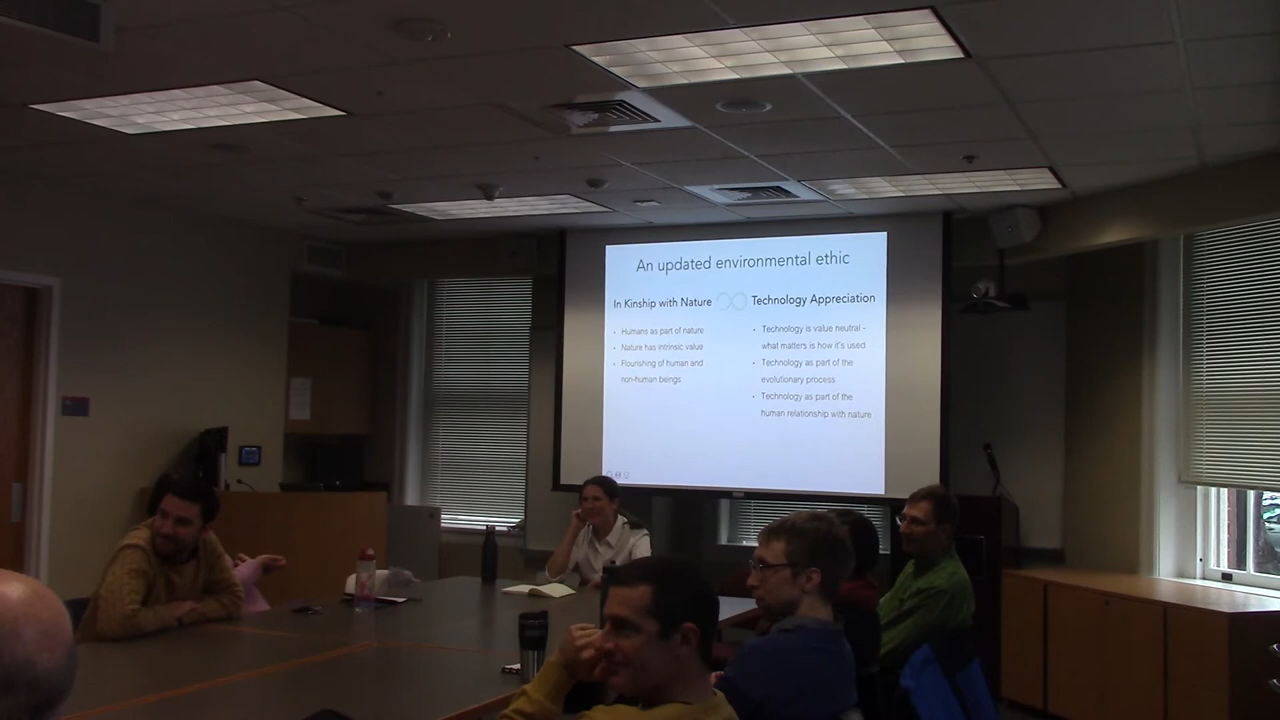 An updated environmental ethic
In Kinship with Nature
Humans as part of nature
Nature has intrinsic value
Flourishing of human and
non-human beings
Technology Appreciation
Technology is value neutral -
what matters is how it's used
Technology as part of the
evolutionary process
Technology as part of the
human relationship with nature